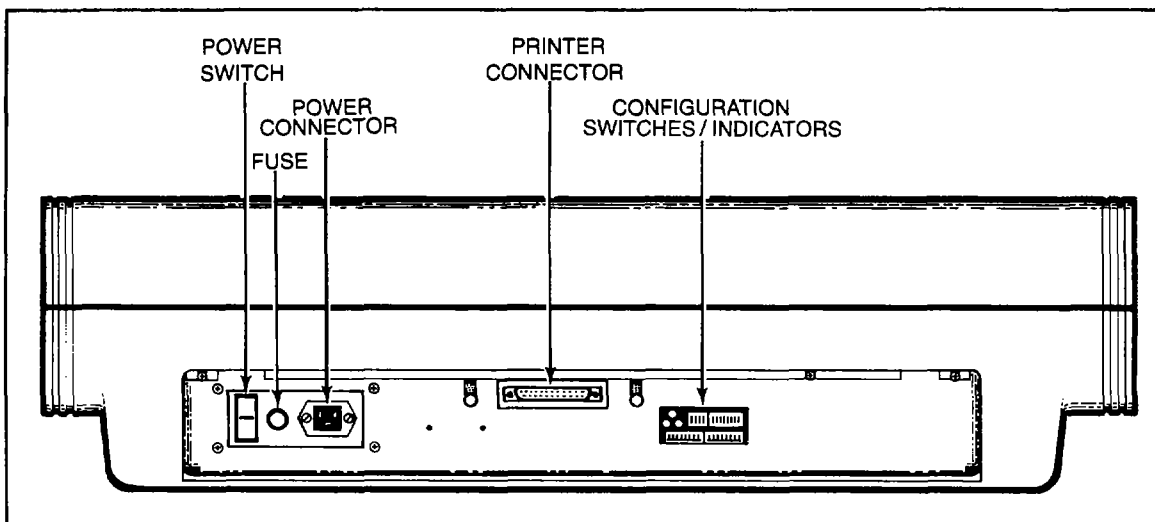 POWER
SWITCH
PRINTER
CONNECTOR
POWER
CONNECTOR
CONFIGURATION
SWITCHES / INDICATORS
FUSE